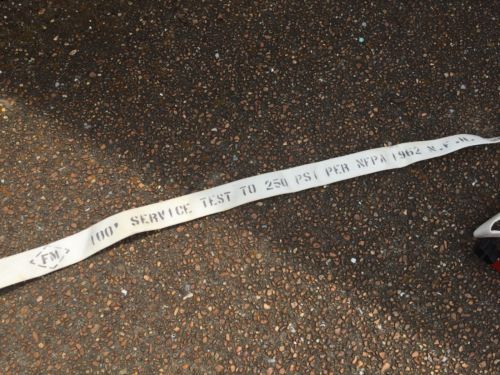 FM 100' SERVICE TEST TO 250 PSI PER NFPA 1962 N.F.H.